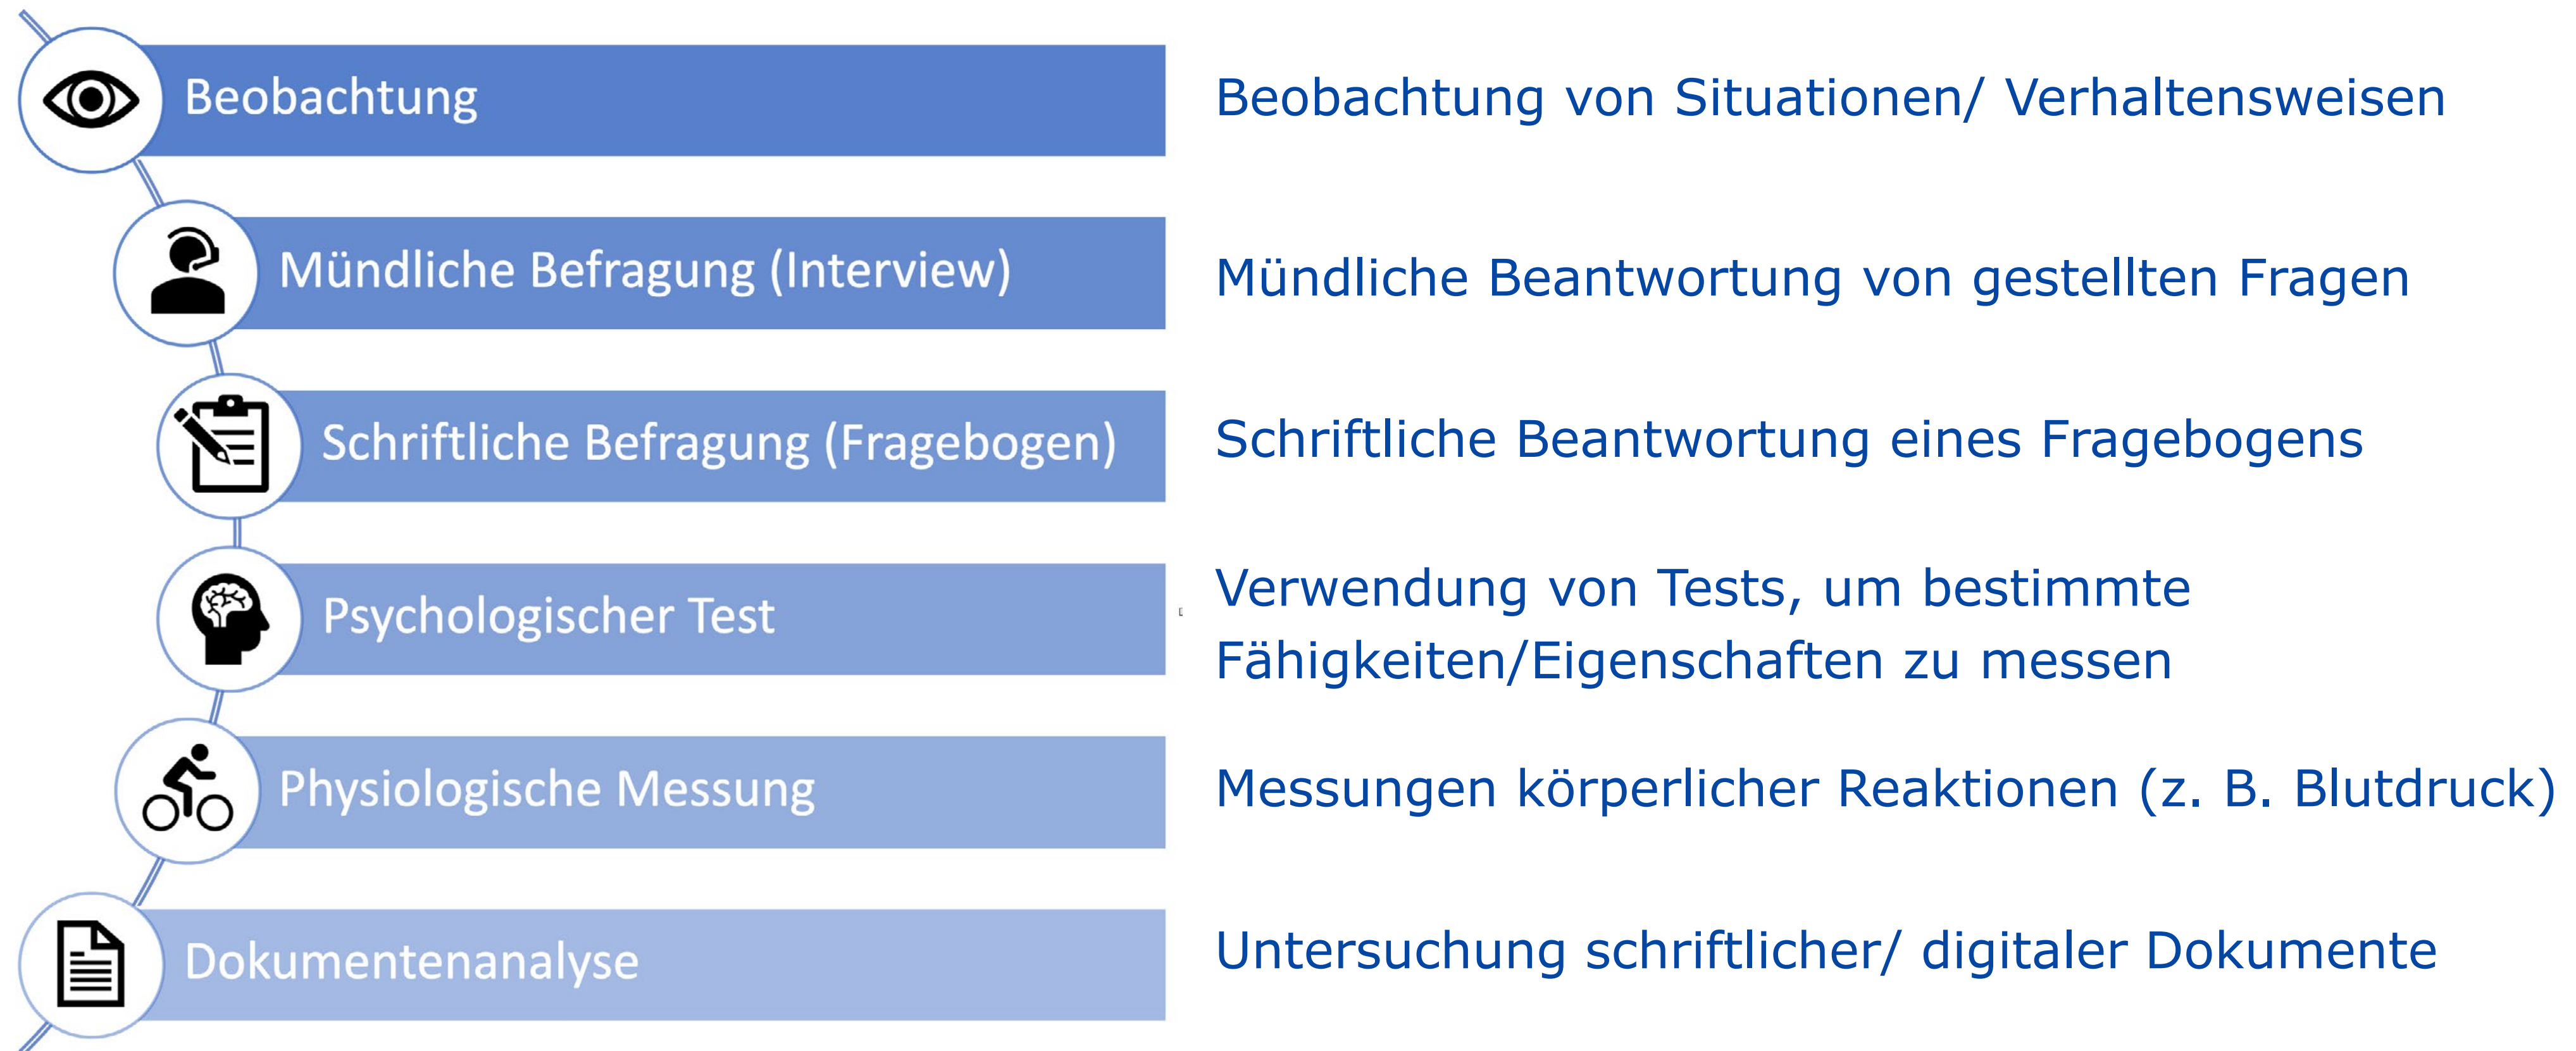 Beobachtung
Beobachtung von Situationen/ Verhaltensweisen
Mündliche Befragung (Interview)
Mündliche Beantwortung von gestellten Fragen
Schriftliche Befragung (Fragebogen)
Schriftliche Beantwortung eines Fragebogens
Psychologischer Test
Verwendung von Tests, um bestimmte
Fähigkeiten/Eigenschaften zu messen
Physiologische Messung
Messungen körperlicher Reaktionen (z. B. Blutdruck)
Dokumentenanalyse
Untersuchung schriftlicher/ digitaler Dokumente